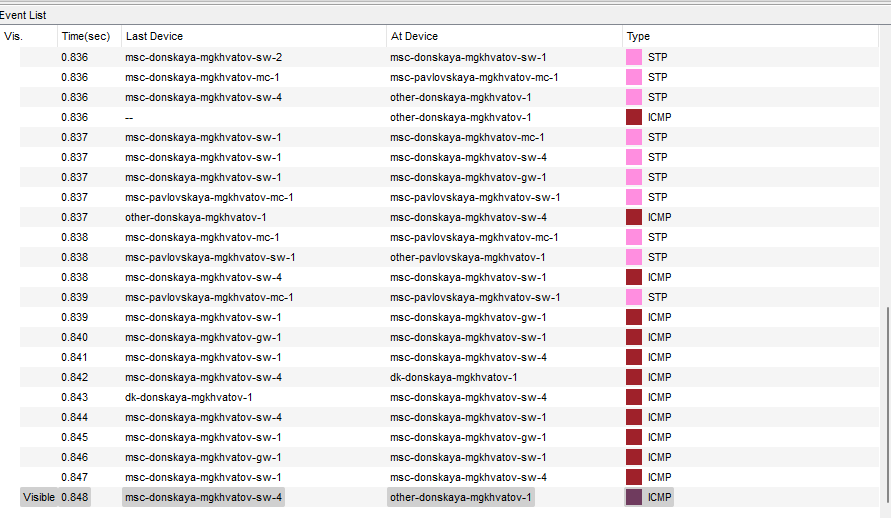 Event List
Vis. Time(sec) Last Device At Device Type
0.836 msc-donskaya-mgkhvatov-sw-2 msc-donskaya-mgkhvatov-sw-1 STP
0.836 msc-donskaya-mgkhvatov-mc-1 msc-pavlovskaya-mgkhvatov-mc-1 STP
0.836 msc-donskaya-mgkhvatov-sw-4 other-donskaya-mgkhvatov-1 STP
0.836 -- other-donskaya-mgkhvatov-1 ICMP
0.837 msc-donskaya-mgkhvatov-sw-1 msc-donskaya-mgkhvatov-mc-1 STP
0.837 msc-donskaya-mgkhvatov-sw-1 msc-donskaya-mgkhvatov-sw-4 STP
0.837 msc-donskaya-mgkhvatov-sw-1 msc-donskaya-mgkhvatov-gw-1 STP
0.837 msc-pavlovskaya-mgkhvatov-mc-1 msc-pavlovskaya-mgkhvatov-sw-1 STP
0.837 other-donskaya-mgkhvatov-1 msc-donskaya-mgkhvatov-sw-4 ICMP
0.838 msc-donskaya-mgkhvatov-mc-1 msc-pavlovskaya-mgkhvatov-mc-1 STP
0.838 msc-pavlovskaya-mgkhvatov-sw-1 other-pavlovskaya-mgkhvatov-1 STP
0.838 msc-donskaya-mgkhvatov-sw-4 msc-donskaya-mgkhvatov-sw-1 ICMP
0.839 msc-pavlovskaya-mgkhvatov-mc-1 msc-pavlovskaya-mgkhvatov-sw-1 STP
0.839 msc-donskaya-mgkhvatov-sw-1 msc-donskaya-mgkhvatov-gw-1 ICMP
0.840 msc-donskaya-mgkhvatov-gw-1 msc-donskaya-mgkhvatov-sw-1 ICMP
0.841 msc-donskaya-mgkhvatov-sw-1 msc-donskaya-mgkhvatov-sw-4 ICMP
0.842 msc-donskaya-mgkhvatov-sw-4 dk-donskaya-mgkhvatov-1 ICMP
0.843 dk-donskaya-mgkhvatov-1 msc-donskaya-mgkhvatov-sw-4 ICMP
0.844 msc-donskaya-mgkhvatov-sw-4 msc-donskaya-mgkhvatov-sw-1 ICMP
0.845 msc-donskaya-mgkhvatov-sw-1 msc-donskaya-mgkhvatov-gw-1 ICMP
0.846 msc-donskaya-mgkhvatov-gw-1 msc-donskaya-mgkhvatov-sw-1 ICMP
0.847 msc-donskaya-mgkhvatov-sw-1 msc-donskaya-mgkhvatov-sw-4 ICMP
Visible 0.848 msc-donskaya-mgkhvatov-sw-4 other-donskaya-mgkhvatov-1 ICMP